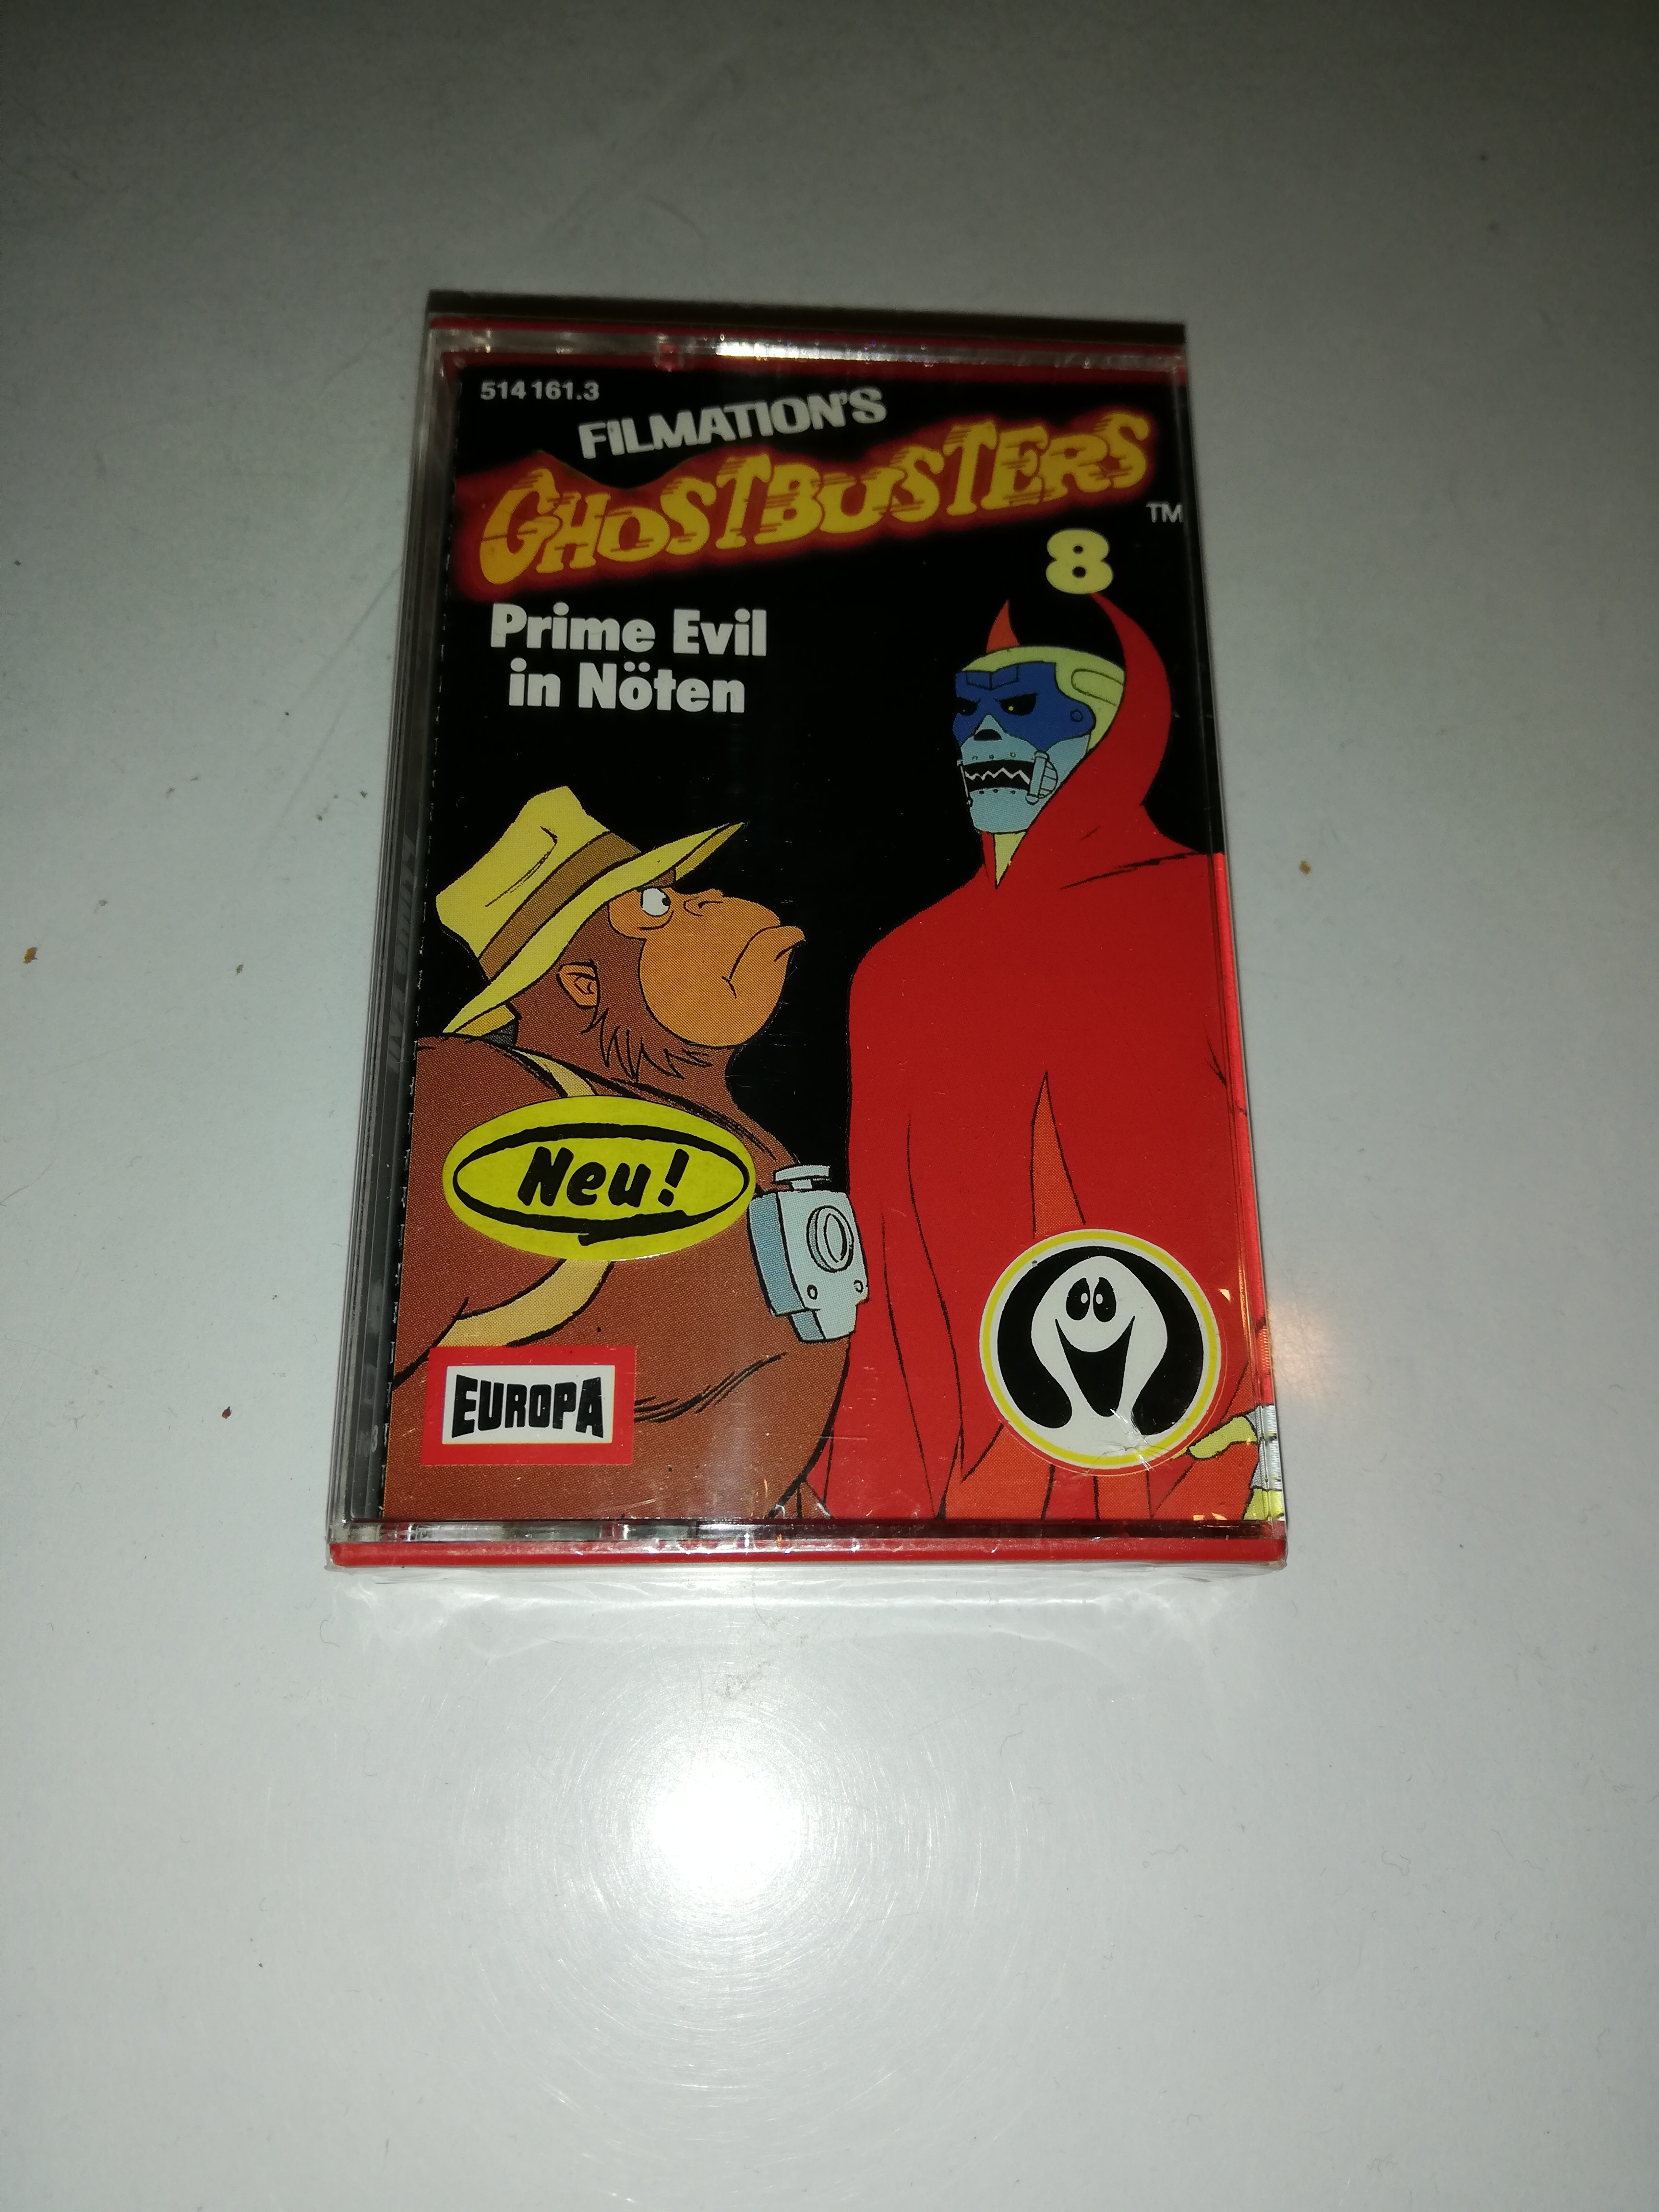 514 161.3
FILMATION'S
GHOSTBUSTERS
TM
8
Prime Evil
in Nöten
Neu!
EUROPA